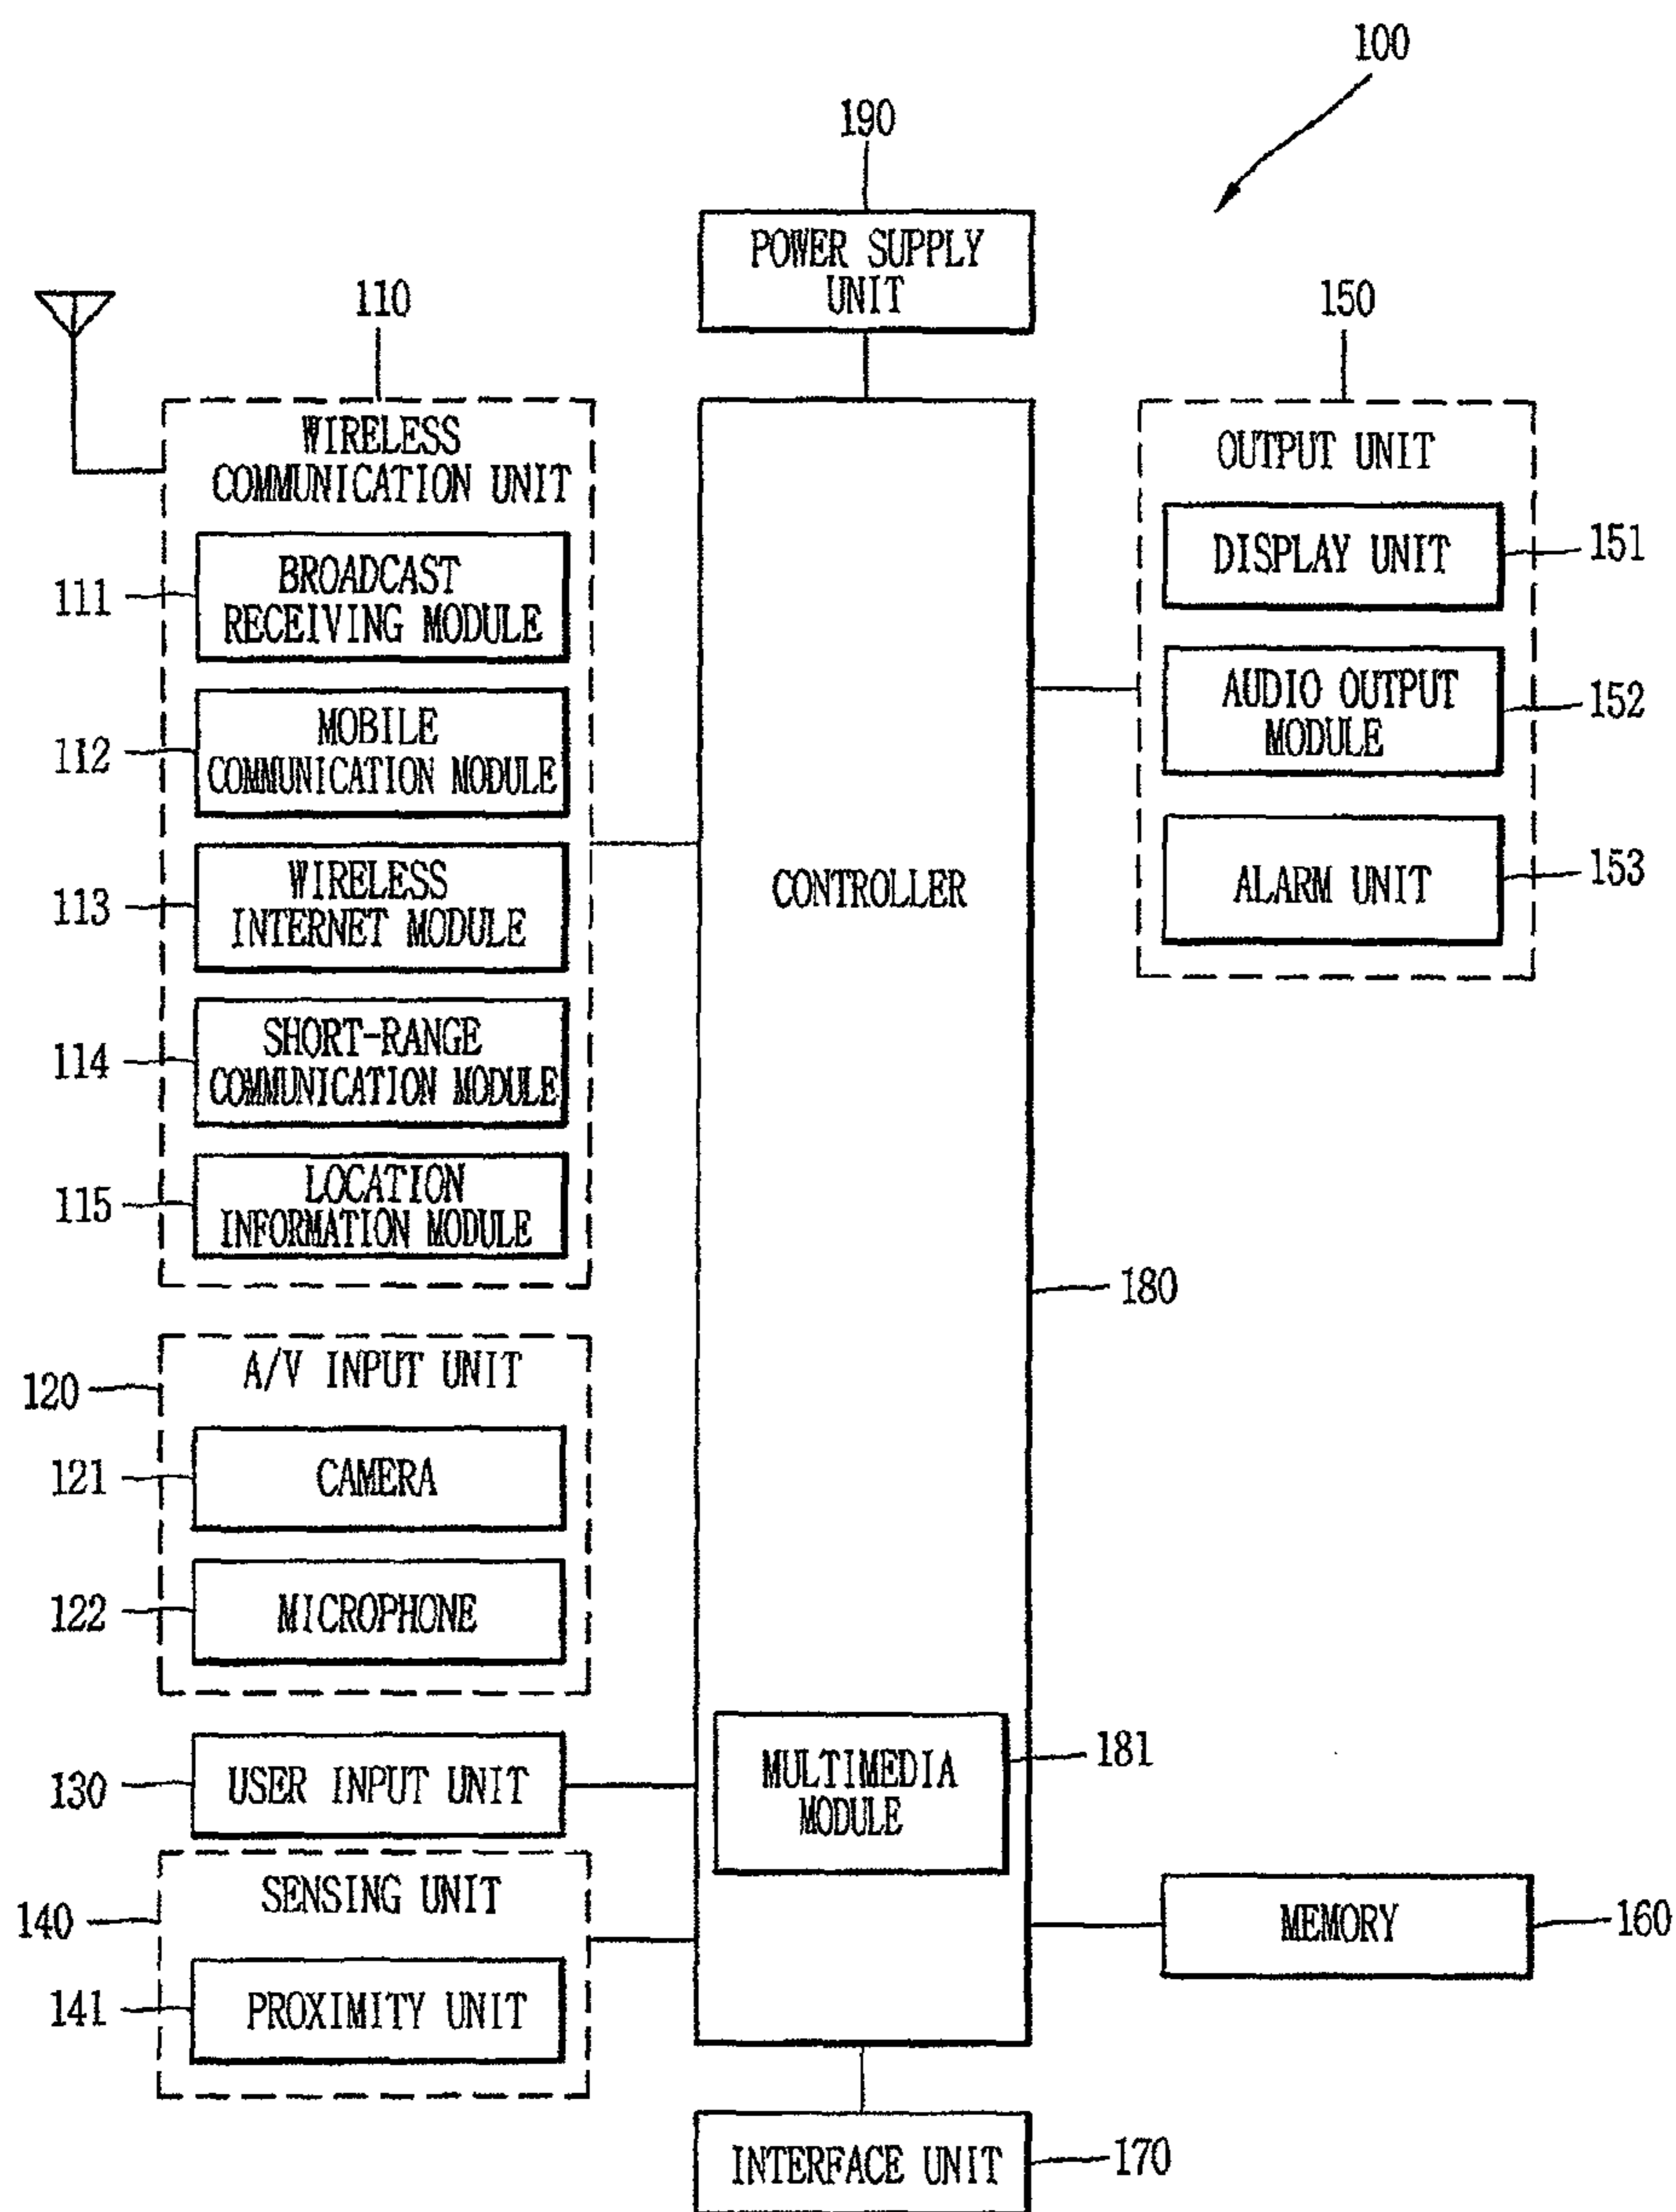 100
190
POWER SUPPLY
UNIT
110
WIRELESS
COMMUNICATION UNIT
111
BROADCAST
RECEIVING MODULE
112
MOBILE
COMMUNICATION MODULE
113
WIRELESS
INTERNET MODULE
114
SHORT-RANGE
COMMUNICATION MODULE
115
LOCATION
INFORMATION MODULE
120
A/V INPUT UNIT
121
CAMERA
122
MICROPHONE
130
USER INPUT UNIT
140
SENSING UNIT
141
PROXIMITY UNIT
CONTROLLER
180
MULTIMEDIA
MODULE
181
150
OUTPUT UNIT
DISPLAY UNIT
151
AUDIO OUTPUT
MODULE
152
ALARM UNIT
153
MEMORY
160
INTERFACE UNIT
170